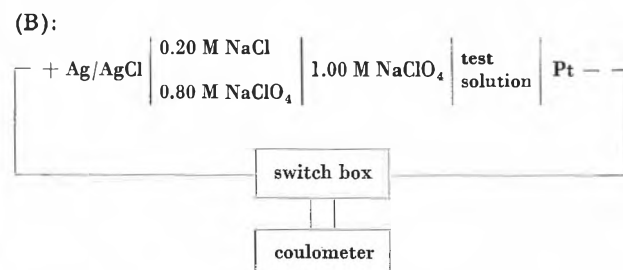 (B):
0.20 M NaCl
— + Ag/AgCl 1.00 M NaClO₄ test solution Pt — —
0.80 M NaClO₄
switch box
coulometer